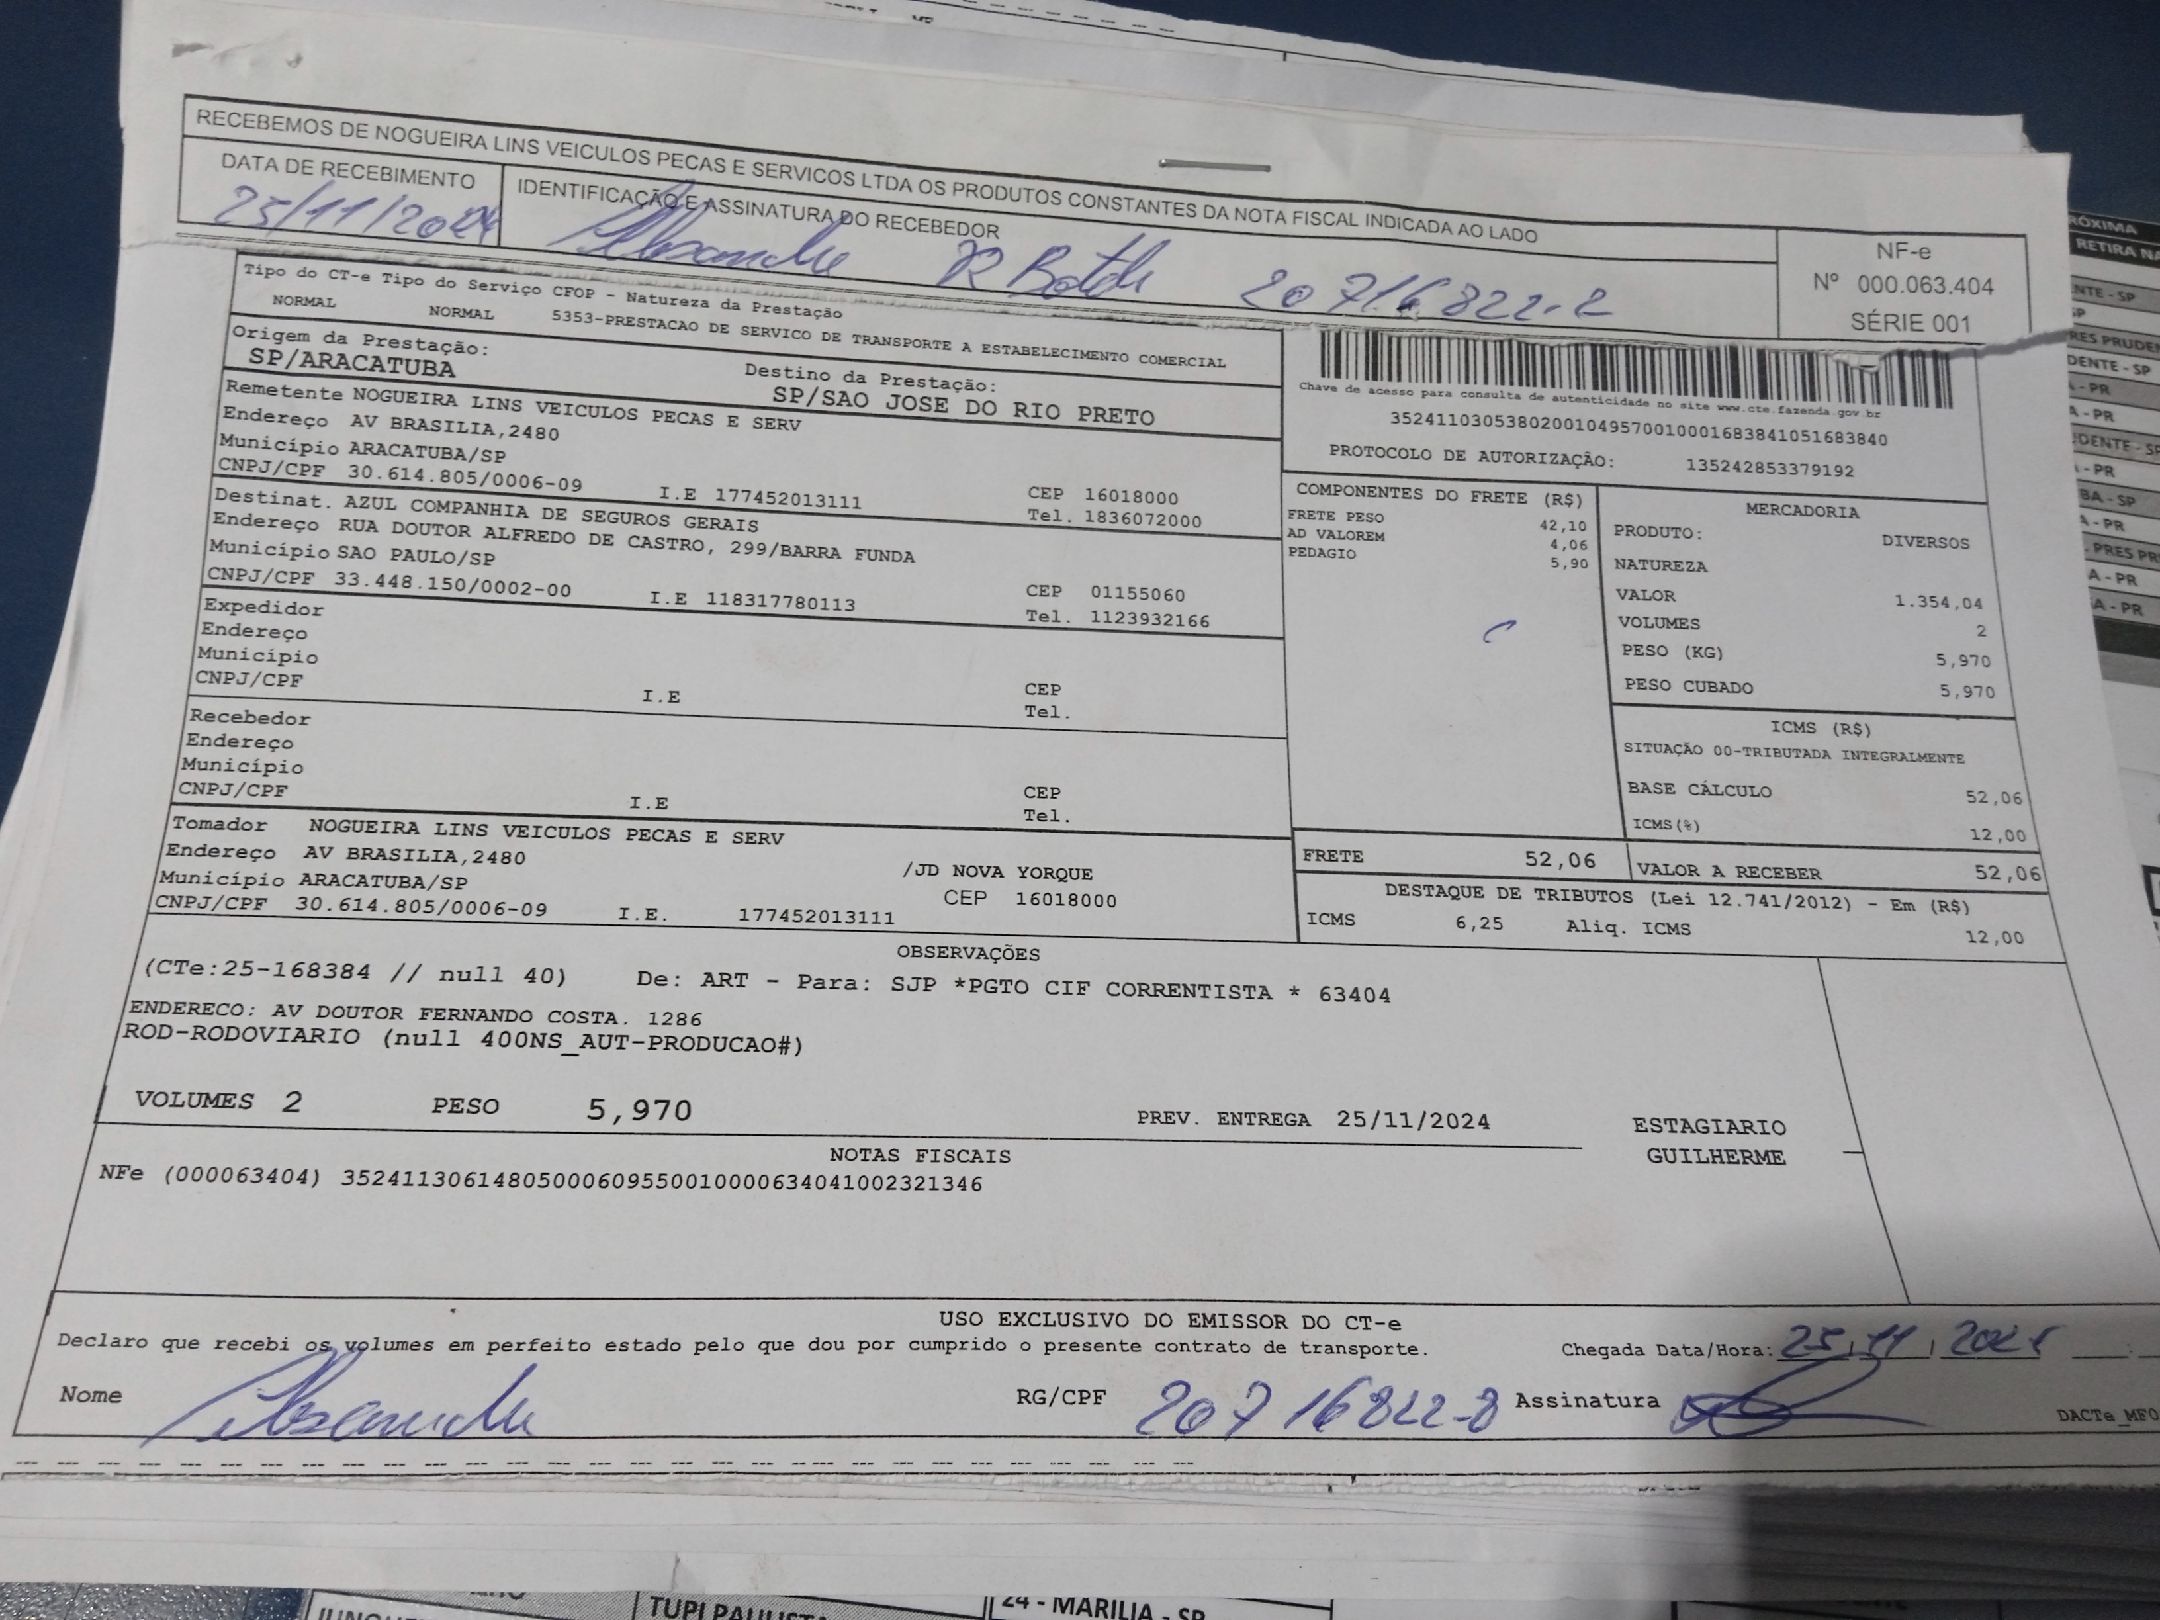 RECEBEMOS DE NOGUEIRA LINS VEICULOS PECAS E SERVICOS LTDA OS PRODUTOS CONSTANTES DA NOTA FISCAL INDICADA AO LADO
DATA DE RECEBIMENTO
25/11/2024
IDENTIFICAÇÃO E ASSINATURA DO RECEBEDOR
NF-e
Nº 000.063.404
SÉRIE 001
Tipo do CT-e Tipo do Serviço CFOP - Natureza da Prestação
NORMAL NORMAL 5353-PRESTACAO DE SERVICO DE TRANSPORTE A ESTABELECIMENTO COMERCIAL
Origem da Prestação: Destino da Prestação:
SP/ARACATUBA SP/SAO JOSE DO RIO PRETO
Remetente NOGUEIRA LINS VEICULOS PECAS E SERV
Endereço AV BRASILIA,2480
Município ARACATUBA/SP CEP 16018000
CNPJ/CPF 30.614.805/0006-09 I.E 177452013111 Tel. 1836072000
Destinat. AZUL COMPANHIA DE SEGUROS GERAIS
Endereço RUA DOUTOR ALFREDO DE CASTRO, 299/BARRA FUNDA
Município SAO PAULO/SP CEP 01155060
CNPJ/CPF 33.448.150/0002-00 I.E 118317780113 Tel. 1123932166
Expedidor
Endereço
Município CEP
CNPJ/CPF I.E Tel.
Recebedor
Endereço
Município CEP
CNPJ/CPF I.E Tel.
Tomador NOGUEIRA LINS VEICULOS PECAS E SERV
Endereço AV BRASILIA,2480 /JD NOVA YORQUE
Município ARACATUBA/SP CEP 16018000
CNPJ/CPF 30.614.805/0006-09 I.E. 177452013111
Chave de acesso para consulta de autenticidade no site www.cte.fazenda.gov.br
35241103053802001049570010001683841051683840
PROTOCOLO DE AUTORIZAÇÃO: 135242853379192
COMPONENTES DO FRETE (R$)
FRETE PESO 42,10
AD VALOREM 4,06
PEDAGIO 5,90
MERCADORIA
PRODUTO: DIVERSOS
NATUREZA
VALOR 1.354,04
VOLUMES 2
PESO (KG) 5,970
PESO CUBADO 5,970
ICMS (R$)
SITUAÇÃO 00-TRIBUTADA INTEGRALMENTE
BASE CÁLCULO 52,06
ICMS(%) 12,00
FRETE 52,06 VALOR A RECEBER 52,06
DESTAQUE DE TRIBUTOS (Lei 12.741/2012) - Em (R$)
ICMS 6,25 Aliq. ICMS 12,00
OBSERVAÇÕES
(CTe:25-168384 // null 40) De: ART - Para: SJP *PGTO CIF CORRENTISTA * 63404
ENDERECO: AV DOUTOR FERNANDO COSTA. 1286
ROD-RODOVIARIO (null 400NS_AUT-PRODUCAO#)
VOLUMES 2 PESO 5,970 PREV. ENTREGA 25/11/2024 ESTAGIARIO
GUILHERME
NOTAS FISCAIS
NFe (000063404) 35241130614805000609550010000634041002321346
USO EXCLUSIVO DO EMISSOR DO CT-e
Declaro que recebi os volumes em perfeito estado pelo que dou por cumprido o presente contrato de transporte. Chegada Data/Hora: 25 11 2024
Nome RG/CPF 20716822-8 Assinatura
TUPI PAULISTA
24 - MARILIA - SP